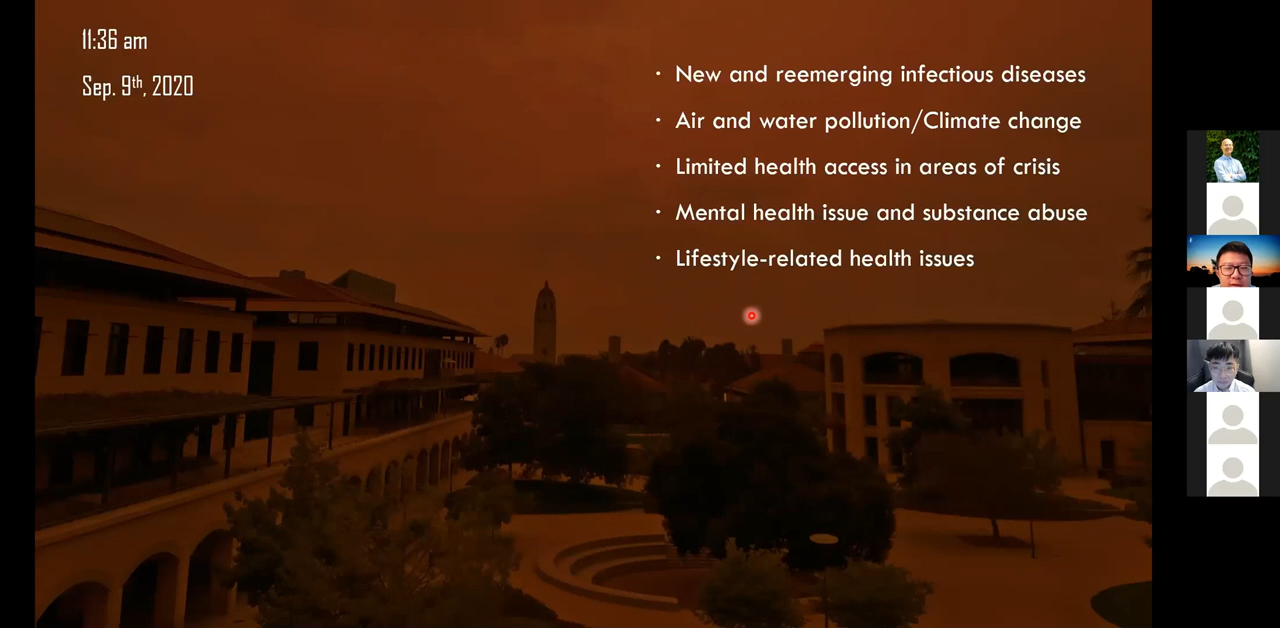 11:36 am
Sep. 9th, 2020
· New and reemerging infectious diseases
· Air and water pollution/Climate change
· Limited health access in areas of crisis
· Mental health issue and substance abuse
· Lifestyle-related health issues